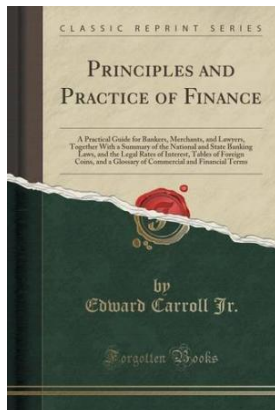 CLASSIC REPRINT SERIES
PRINCIPLES AND
PRACTICE OF FINANCE
A Practical Guide for Bankers, Merchants, and Lawyers,
Together With a Summary of the National and State Banking
Laws, and the Legal Rates of Interest, Tables of Foreign
Coins, and a Glossary of Commercial and Financial Terms
by
Edward Carroll Jr.
Forgotten Books